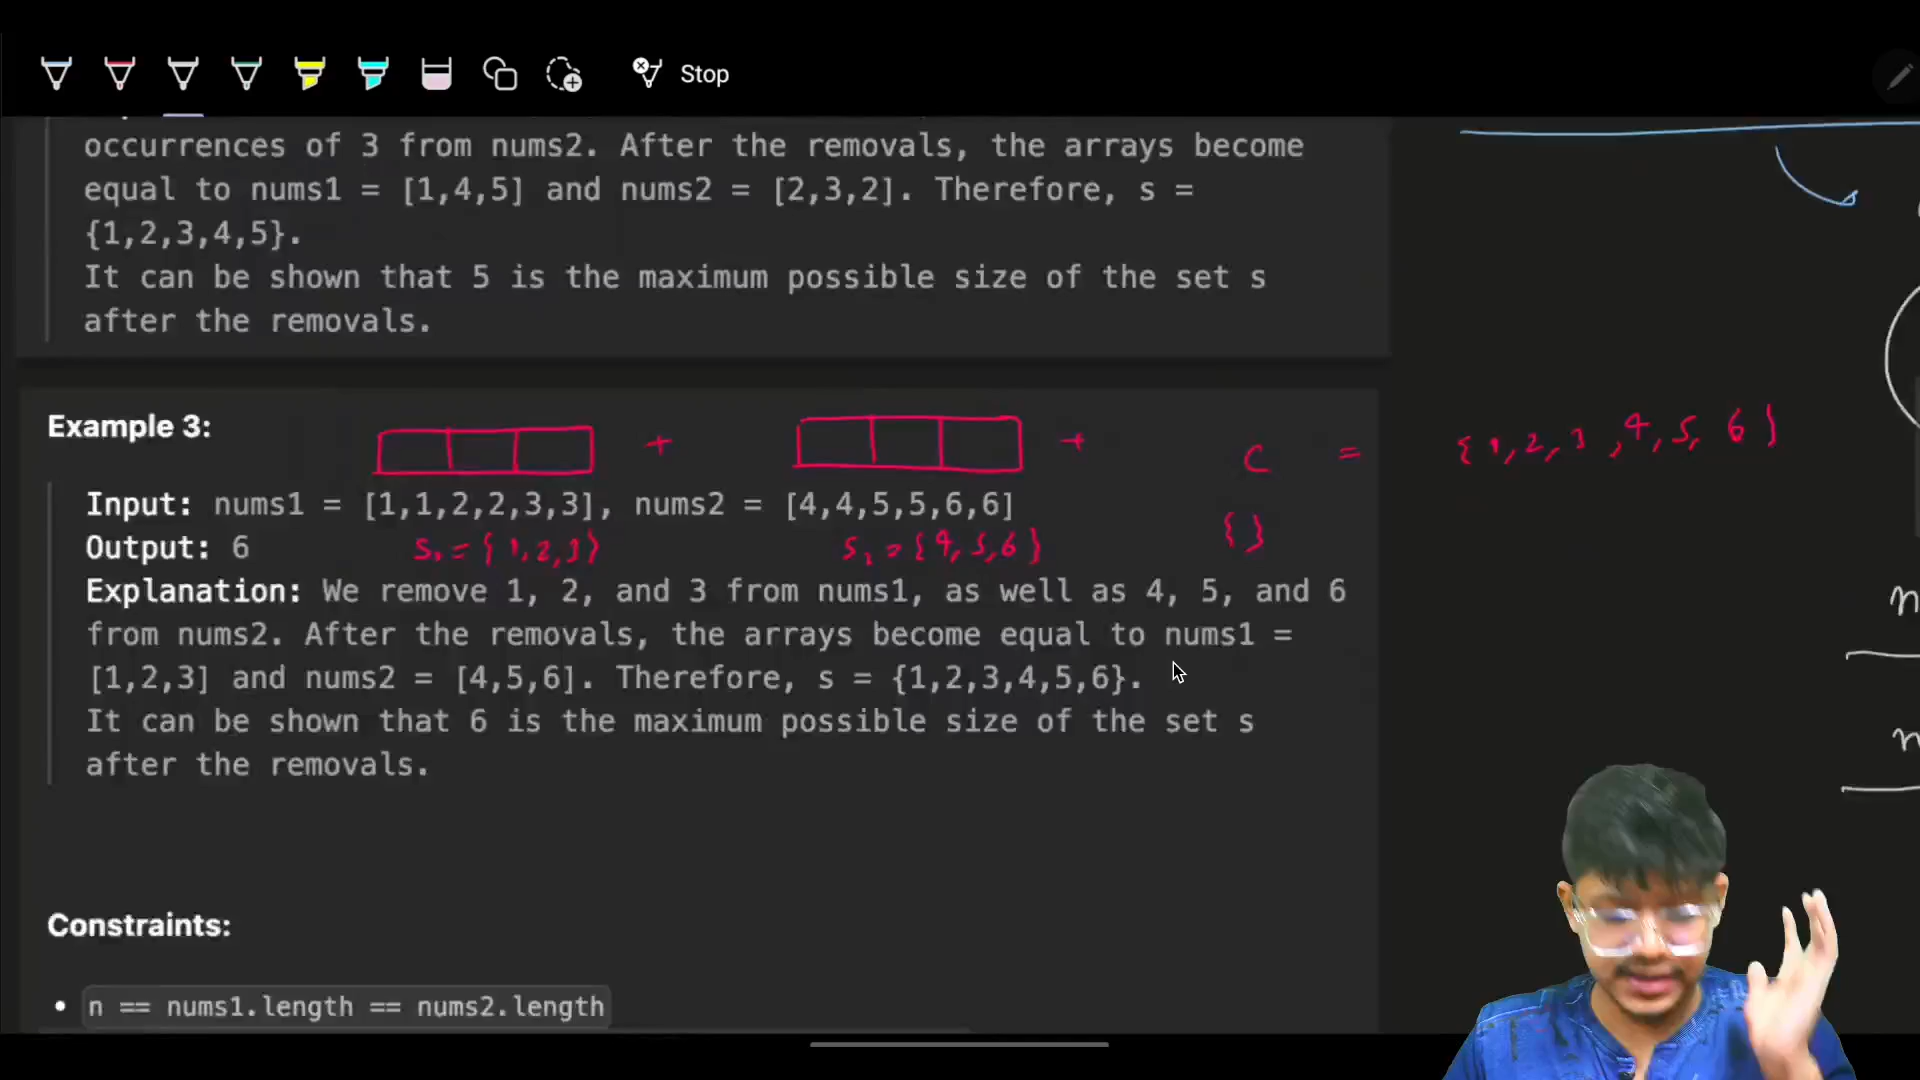 Stop
occurrences of 3 from nums2. After the removals, the arrays become
equal to nums1 = [1,4,5] and nums2 = [2,3,2]. Therefore, s =
{1,2,3,4,5}.
It can be shown that 5 is the maximum possible size of the set s
after the removals.
Example 3:
+ + C = {1,2,3,4,5,6}
Input: nums1 = [1,1,2,2,3,3], nums2 = [4,4,5,5,6,6]
{}
Output: 6
S₁ = {1,2,3} S₂ = {4,5,6}
Explanation: We remove 1, 2, and 3 from nums1, as well as 4, 5, and 6
from nums2. After the removals, the arrays become equal to nums1 =
[1,2,3] and nums2 = [4,5,6]. Therefore, s = {1,2,3,4,5,6}.
It can be shown that 6 is the maximum possible size of the set s
after the removals.
Constraints:
• n == nums1.length == nums2.length